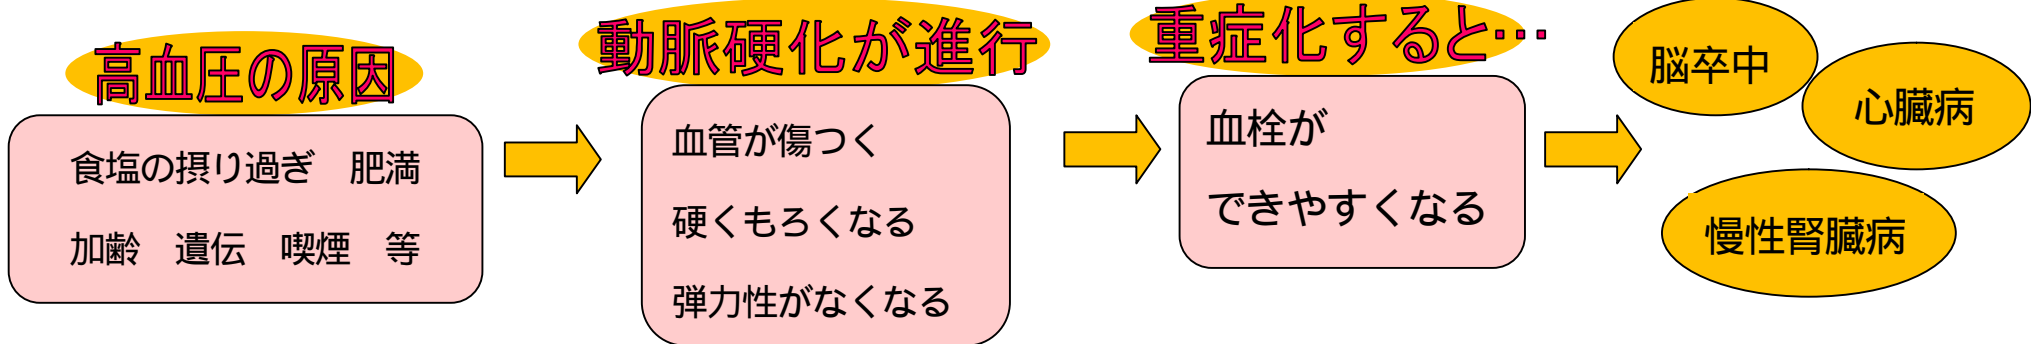 高血圧の原因
食塩の摂り過ぎ　肥満
加齢　遺伝　喫煙　等
動脈硬化が進行
血管が傷つく
硬くもろくなる
弾力性がなくなる
重症化すると…
血栓が
できやすくなる
脳卒中
心臓病
慢性腎臓病